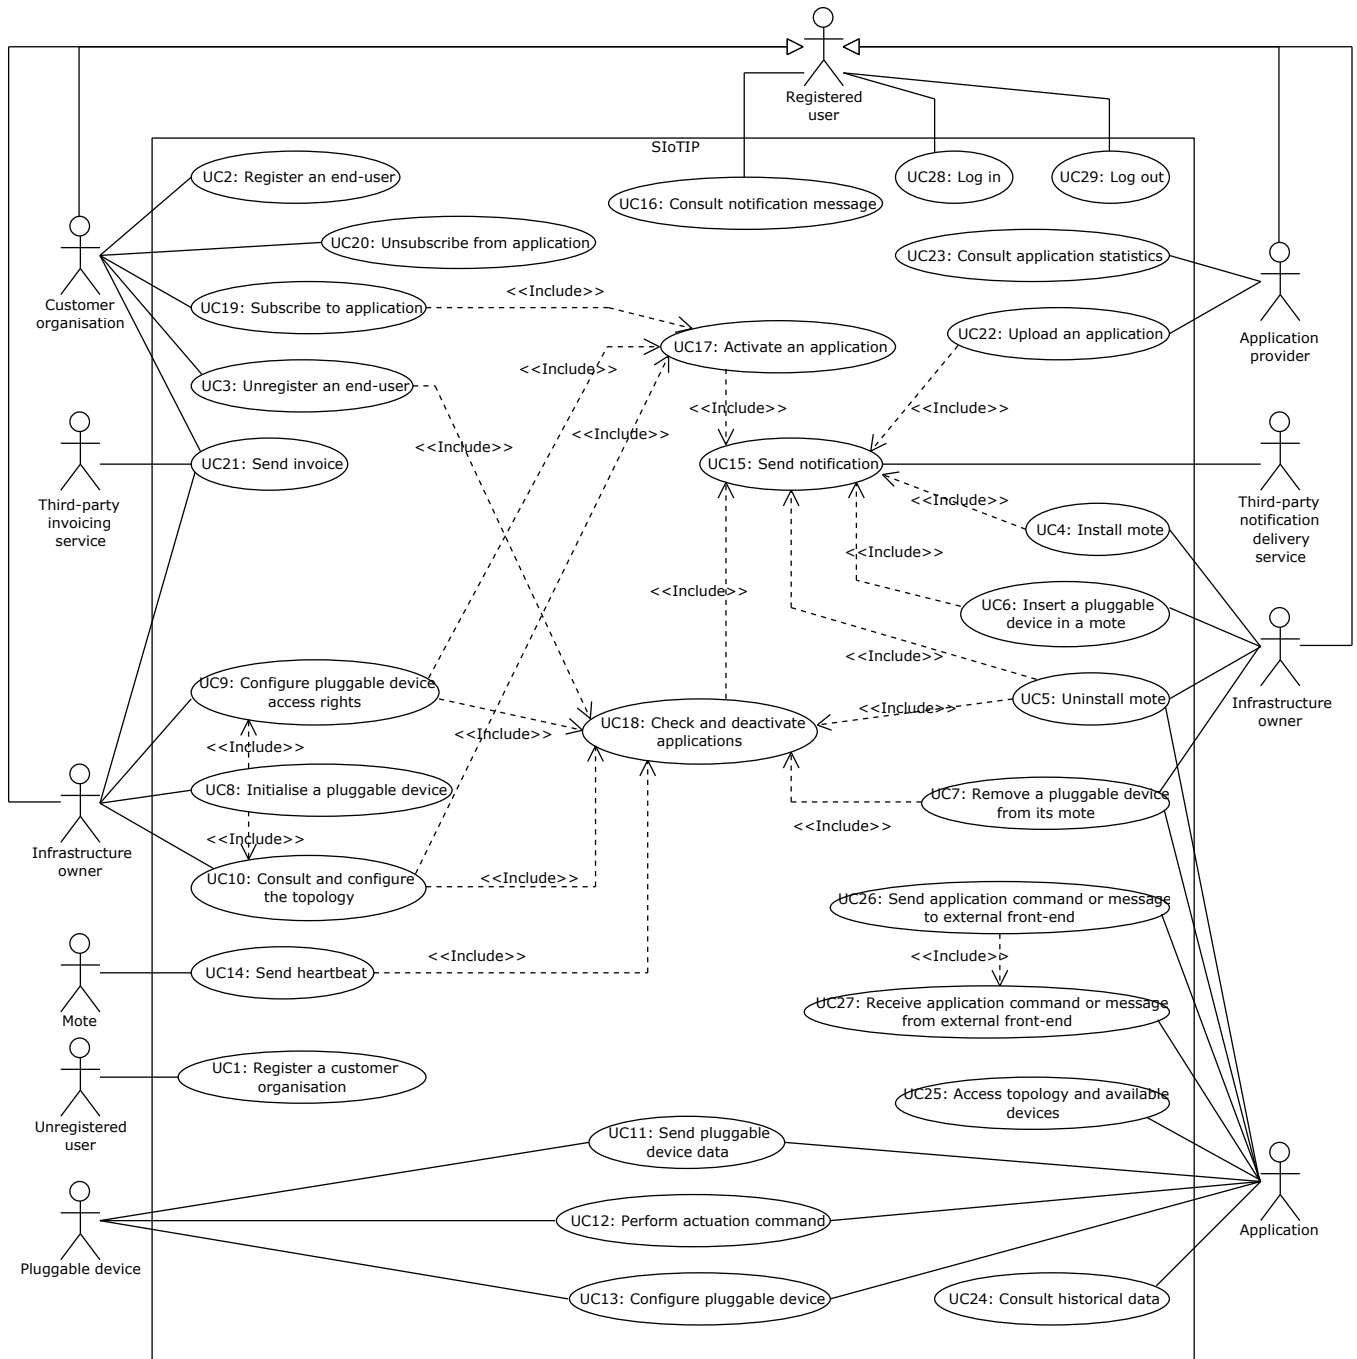 Registered
user
SIoTIP
UC2: Register an end-user
UC28: Log in
UC29: Log out
UC16: Consult notification message
UC20: Unsubscribe from application
UC23: Consult application statistics
Customer
organisation
<<Include>>
UC19: Subscribe to application
UC22: Upload an application
Application
provider
UC17: Activate an application
<<Include>>
UC3: Unregister an end-user
<<Include>>
<<Include>>
<<Include>>
<<Include>>
UC21: Send invoice
UC15: Send notification
Third-party
invoicing
service
Third-party
notification
delivery
service
<<Include>>
UC4: Install mote
<<Include>>
<<Include>>
UC6: Insert a pluggable
device in a mote
<<Include>>
UC9: Configure pluggable device
access rights
UC5: Uninstall mote
Infrastructure
owner
<<Include>>
UC18: Check and deactivate
applications
<<Include>>
<<Include>>
UC8: Initialise a pluggable device
UC7: Remove a pluggable device
from its mote
<<Include>>
<<Include>>
Infrastructure
owner
UC10: Consult and configure
the topology
<<Include>>
UC26: Send application command or message
to external front-end
<<Include>>
<<Include>>
UC14: Send heartbeat
Mote
UC27: Receive application command or message
from external front-end
UC1: Register a customer
organisation
UC25: Access topology and available
devices
Unregistered
user
UC11: Send pluggable
device data
UC12: Perform actuation command
Application
Pluggable device
UC13: Configure pluggable device
UC24: Consult historical data